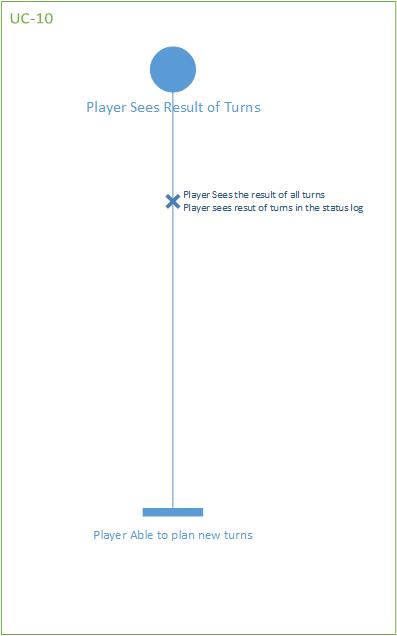 UC-10
Player Sees Result of Turns
Player Sees the result of all turns
Player sees resut of turns in the status log
Player Able to plan new turns